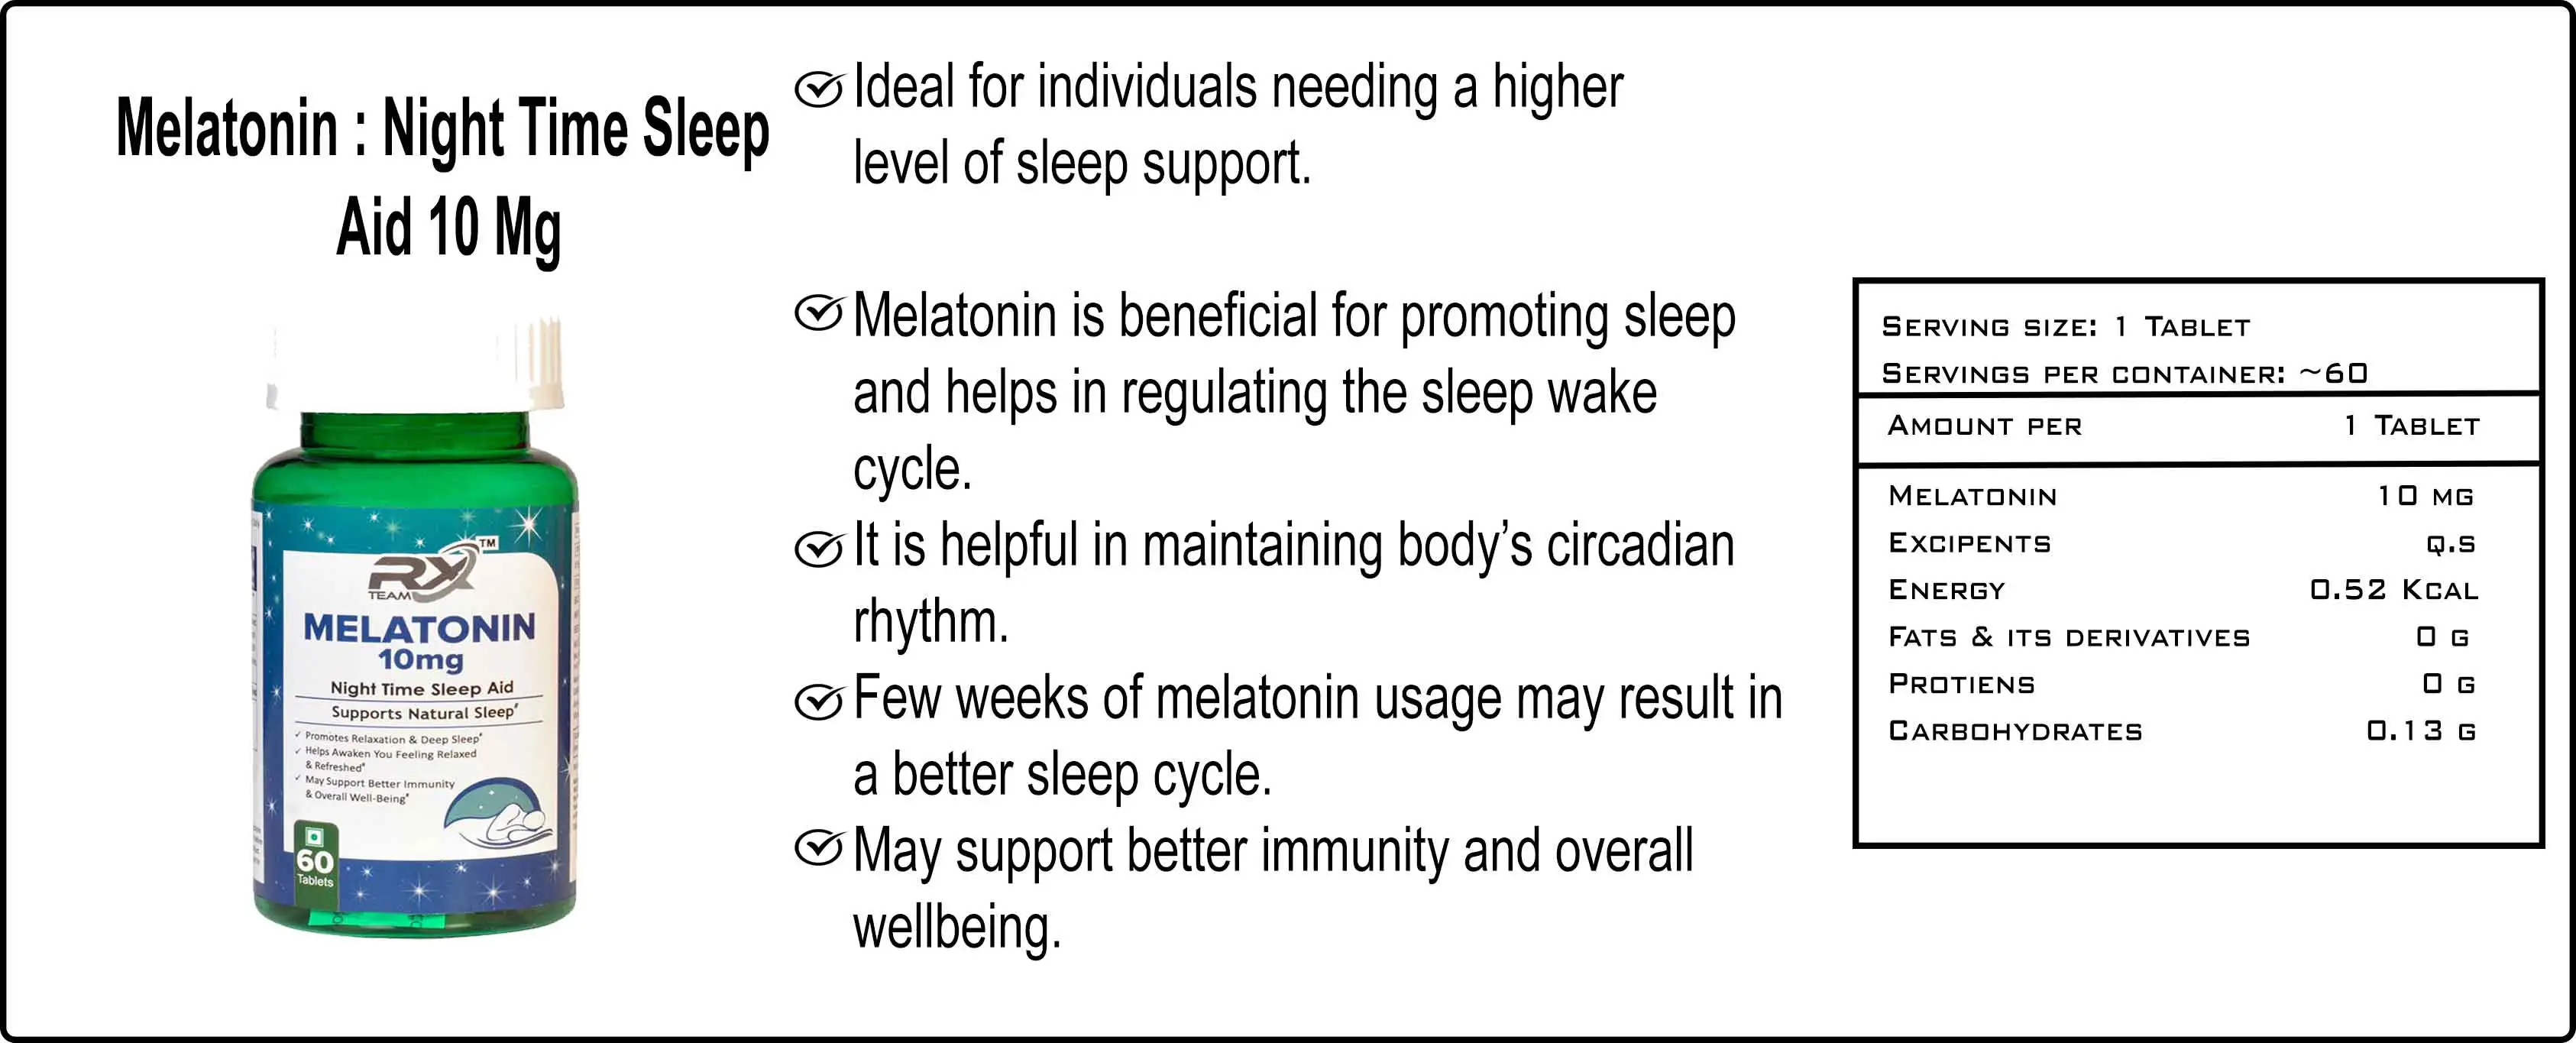 Melatonin : Night Time Sleep
Aid 10 Mg
RX
TEAM
TM
MELATONIN
10mg
Night Time Sleep Aid
Supports Natural Sleep
✓ Promotes Relaxation & Deep Sleep*
✓ Helps Awaken You Feeling Relaxed
& Refreshed*
✓ May Support Better Immunity
& Overall Well-Being*
60
Tablets
Ideal for individuals needing a higher
level of sleep support.
Melatonin is beneficial for promoting sleep
and helps in regulating the sleep wake
cycle.
It is helpful in maintaining body’s circadian
rhythm.
Few weeks of melatonin usage may result in
a better sleep cycle.
May support better immunity and overall
wellbeing.
SERVING SIZE: 1 TABLET
SERVINGS PER CONTAINER: ~60
AMOUNT PER 1 TABLET
MELATONIN 10 MG
EXCIPENTS Q.S
ENERGY 0.52 KCAL
FATS & ITS DERIVATIVES 0 G
PROTIENS 0 G
CARBOHYDRATES 0.13 G